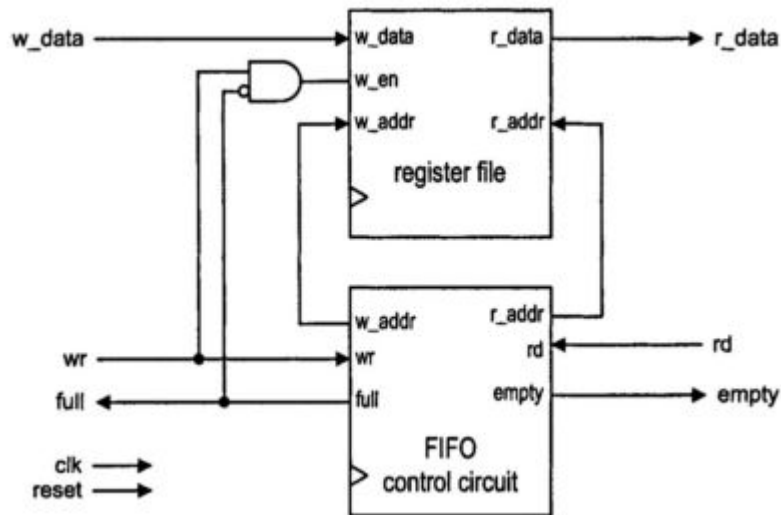 w_data
w_data
r_data
r_data
w_en
w_addr
r_addr
register file
w_addr
r_addr
wr
wr
rd
rd
full
full
empty
empty
FIFO
control circuit
clk
reset